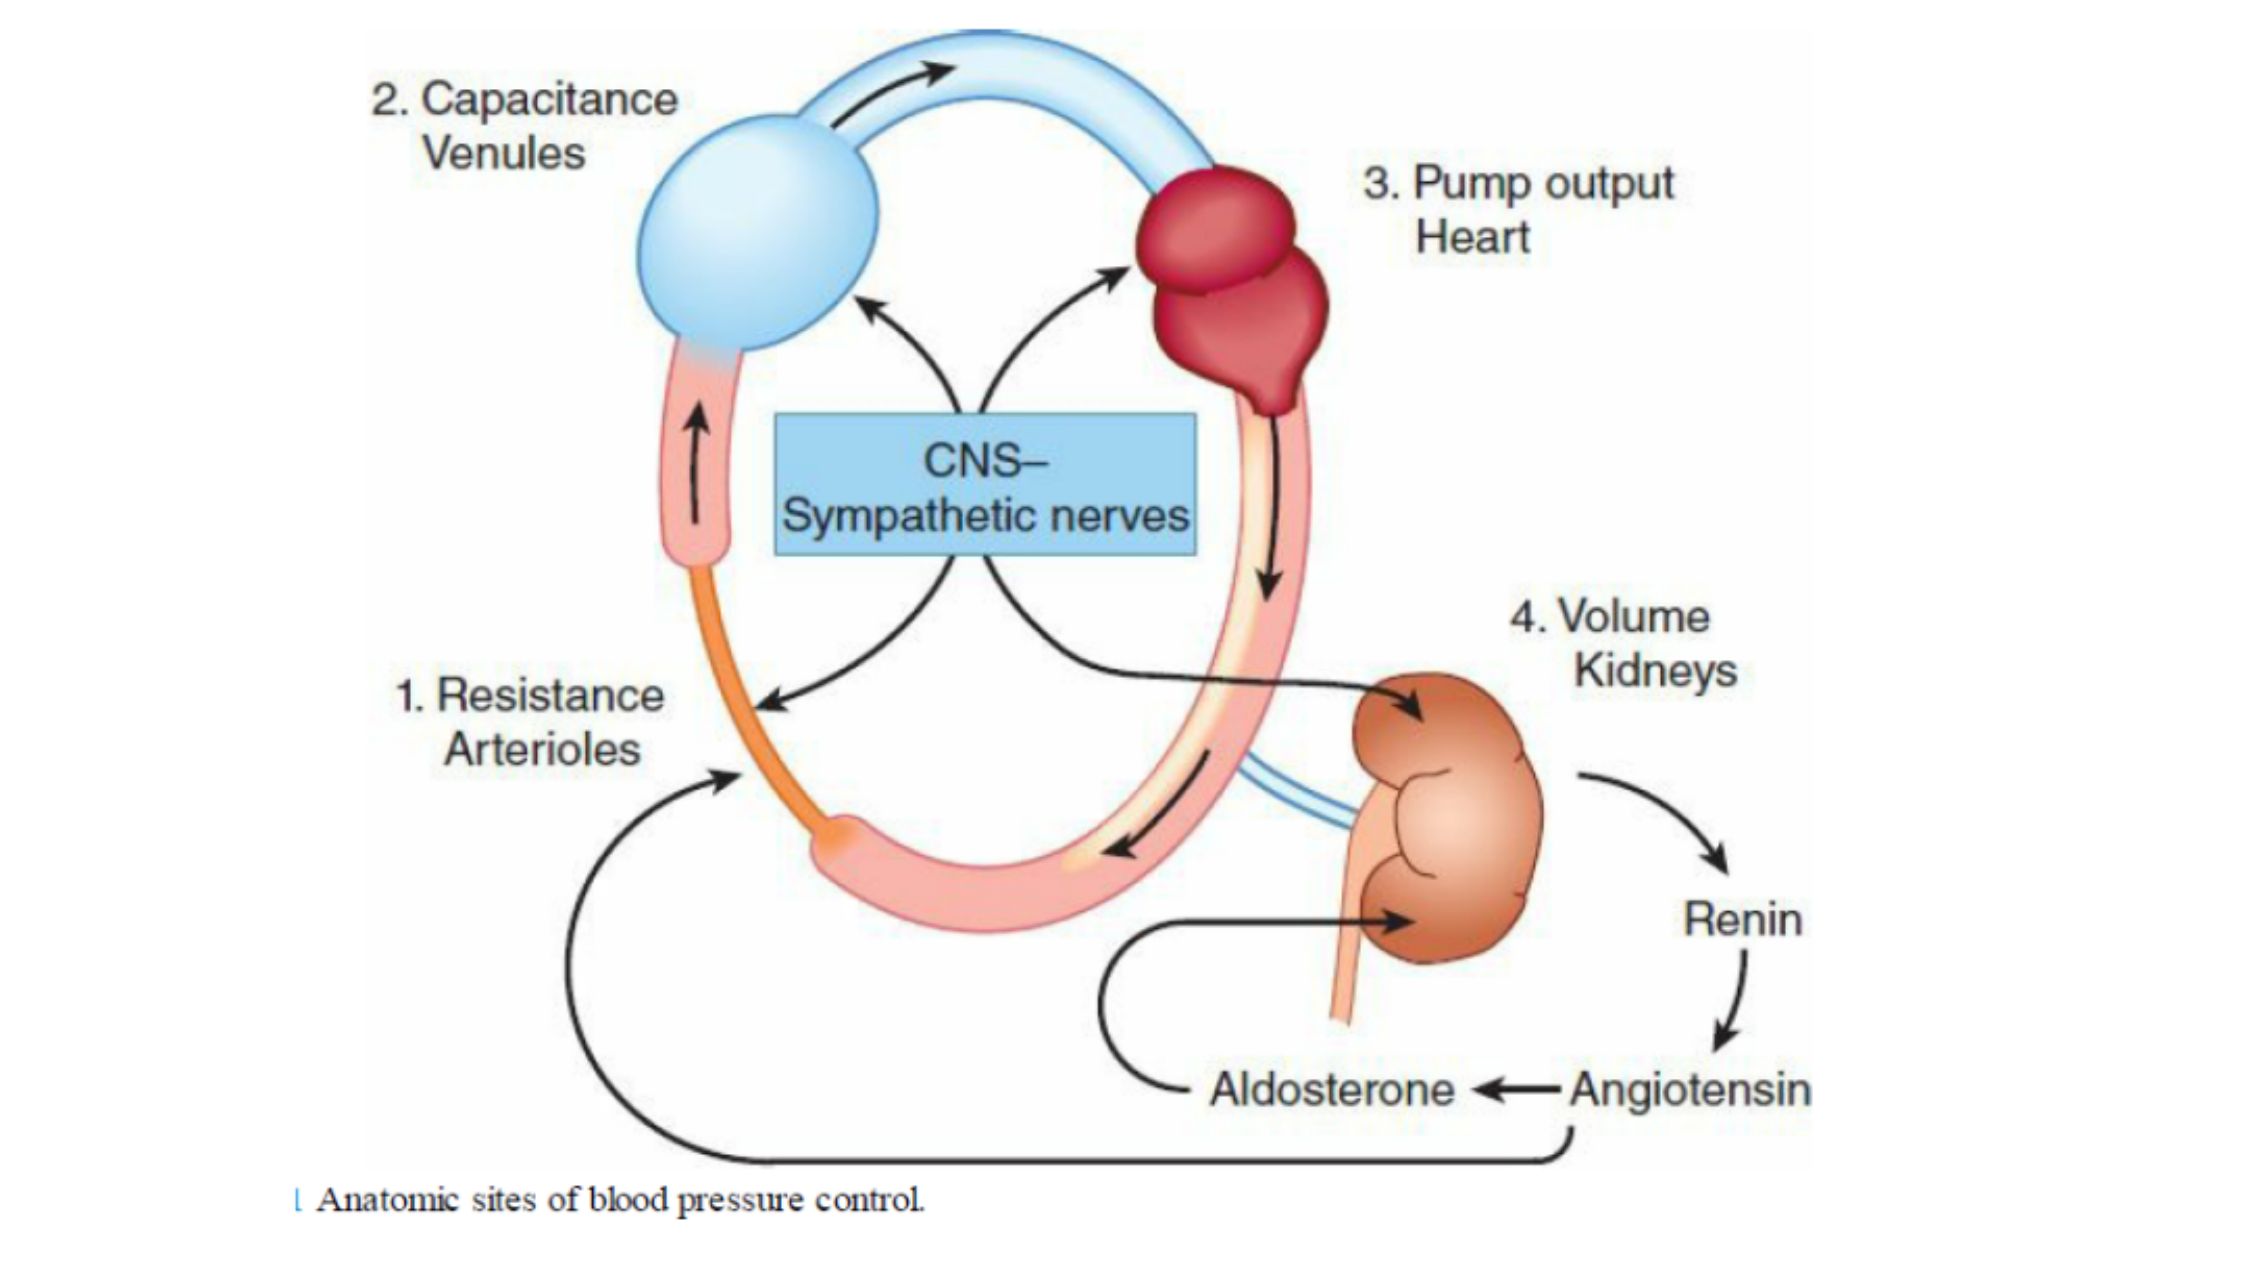 2. Capacitance
Venules
3. Pump output
Heart
CNS–
Sympathetic nerves
4. Volume
Kidneys
1. Resistance
Arterioles
Renin
Aldosterone
Angiotensin
Anatomic sites of blood pressure control.